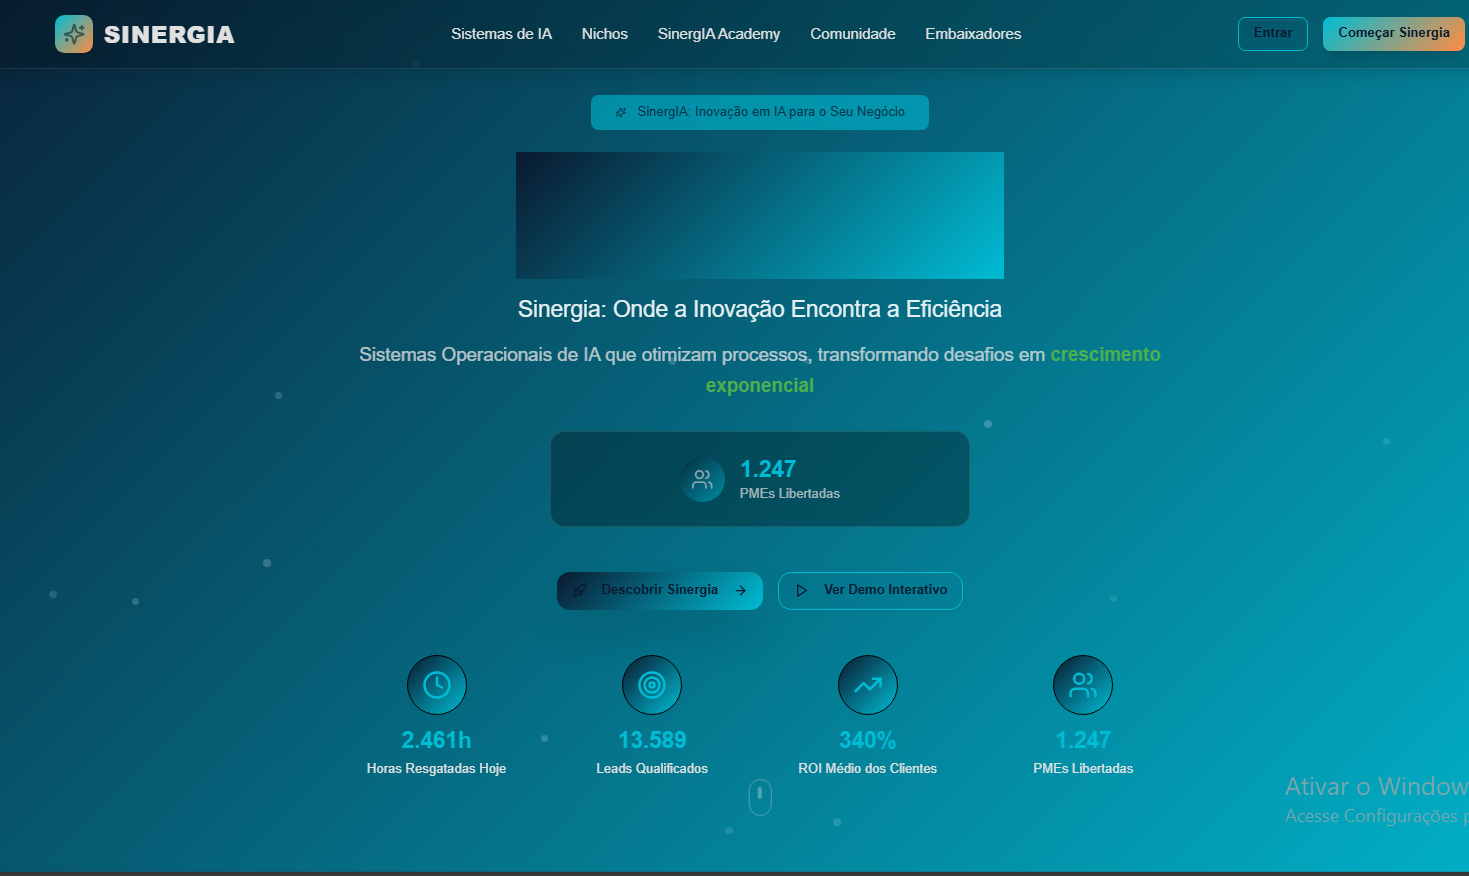 SINERGIA
Sistemas de IA
Nichos
SinergIA Academy
Comunidade
Embaixadores
Entrar
Começar Sinergia
SinergIA: Inovação em IA para o Seu Negócio
Sinergia: Onde a Inovação Encontra a Eficiência
Sistemas Operacionais de IA que otimizam processos, transformando desafios em crescimento
exponencial
1.247
PMEs Libertadas
Descobrir Sinergia
Ver Demo Interativo
2.461h
Horas Resgatadas Hoje
13.589
Leads Qualificados
340%
ROI Médio dos Clientes
1.247
PMEs Libertadas
Ativar o Window
Acesse Configurações p